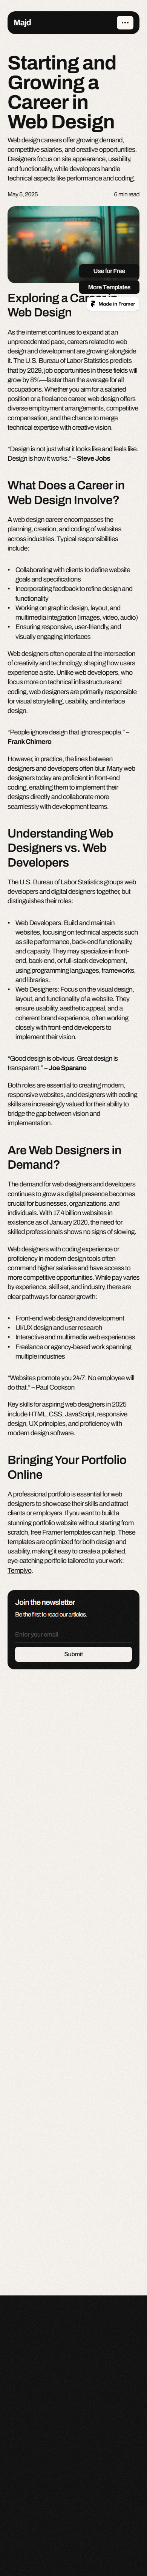 Majd
Starting and
Growing a
Career in
Web Design
Web design careers offer growing demand,
competitive salaries, and creative opportunities.
Designers focus on site appearance, usability,
and functionality, while developers handle
technical aspects like performance and coding.
May 5, 2025
6 min read
Use for Free
More Templates
Made in Framer
Exploring a Career in
Web Design
As the internet continues to expand at an
unprecedented pace, careers related to web
design and development are growing alongside
it. The U.S. Bureau of Labor Statistics predicts
that by 2029, job opportunities in these fields will
grow by 8%—faster than the average for all
occupations. Whether you aim for a salaried
position or a freelance career, web design offers
diverse employment arrangements, competitive
compensation, and the chance to merge
technical expertise with creative vision.
“Design is not just what it looks like and feels like.
Design is how it works.” – Steve Jobs
What Does a Career in
Web Design Involve?
A web design career encompasses the
planning, creation, and coding of websites
across industries. Typical responsibilities
include:
• Collaborating with clients to define website
goals and specifications
• Incorporating feedback to refine design and
functionality
• Working on graphic design, layout, and
multimedia integration (images, video, audio)
• Ensuring responsive, user-friendly, and
visually engaging interfaces
Web designers often operate at the intersection
of creativity and technology, shaping how users
experience a site. Unlike web developers, who
focus more on technical infrastructure and
coding, web designers are primarily responsible
for visual storytelling, usability, and interface
design.
“People ignore design that ignores people.” –
Frank Chimero
However, in practice, the lines between
designers and developers often blur. Many web
designers today are proficient in front-end
coding, enabling them to implement their
designs directly and collaborate more
seamlessly with development teams.
Understanding Web
Designers vs. Web
Developers
The U.S. Bureau of Labor Statistics groups web
developers and digital designers together, but
distinguishes their roles:
• Web Developers: Build and maintain
websites, focusing on technical aspects such
as site performance, back-end functionality,
and capacity. They may specialize in front-
end, back-end, or full-stack development,
using programming languages, frameworks,
and libraries.
• Web Designers: Focus on the visual design,
layout, and functionality of a website. They
ensure usability, aesthetic appeal, and a
coherent brand experience, often working
closely with front-end developers to
implement their vision.
“Good design is obvious. Great design is
transparent.” – Joe Sparano
Both roles are essential to creating modern,
responsive websites, and designers with coding
skills are increasingly valued for their ability to
bridge the gap between vision and
implementation.
Are Web Designers in
Demand?
The demand for web designers and developers
continues to grow as digital presence becomes
crucial for businesses, organizations, and
individuals. With 17.4 billion websites in
existence as of January 2020, the need for
skilled professionals shows no signs of slowing.
Web designers with coding experience or
proficiency in modern design tools often
command higher salaries and have access to
more competitive opportunities. While pay varies
by experience, skill set, and industry, there are
clear pathways for career growth:
• Front-end web design and development
• UI/UX design and user research
• Interactive and multimedia web experiences
• Freelance or agency-based work spanning
multiple industries
“Websites promote you 24/7: No employee will
do that.” – Paul Cookson
Key skills for aspiring web designers in 2025
include HTML, CSS, JavaScript, responsive
design, UX principles, and proficiency with
modern design software.
Bringing Your Portfolio
Online
A professional portfolio is essential for web
designers to showcase their skills and attract
clients or employers. If you want to build a
stunning portfolio website without starting from
scratch, free Framer templates can help. These
templates are optimized for both design and
usability, making it easy to create a polished,
eye-catching portfolio tailored to your work:
Templyo.
Join the newsletter
Be the first to read our articles.
Enter your email
Submit